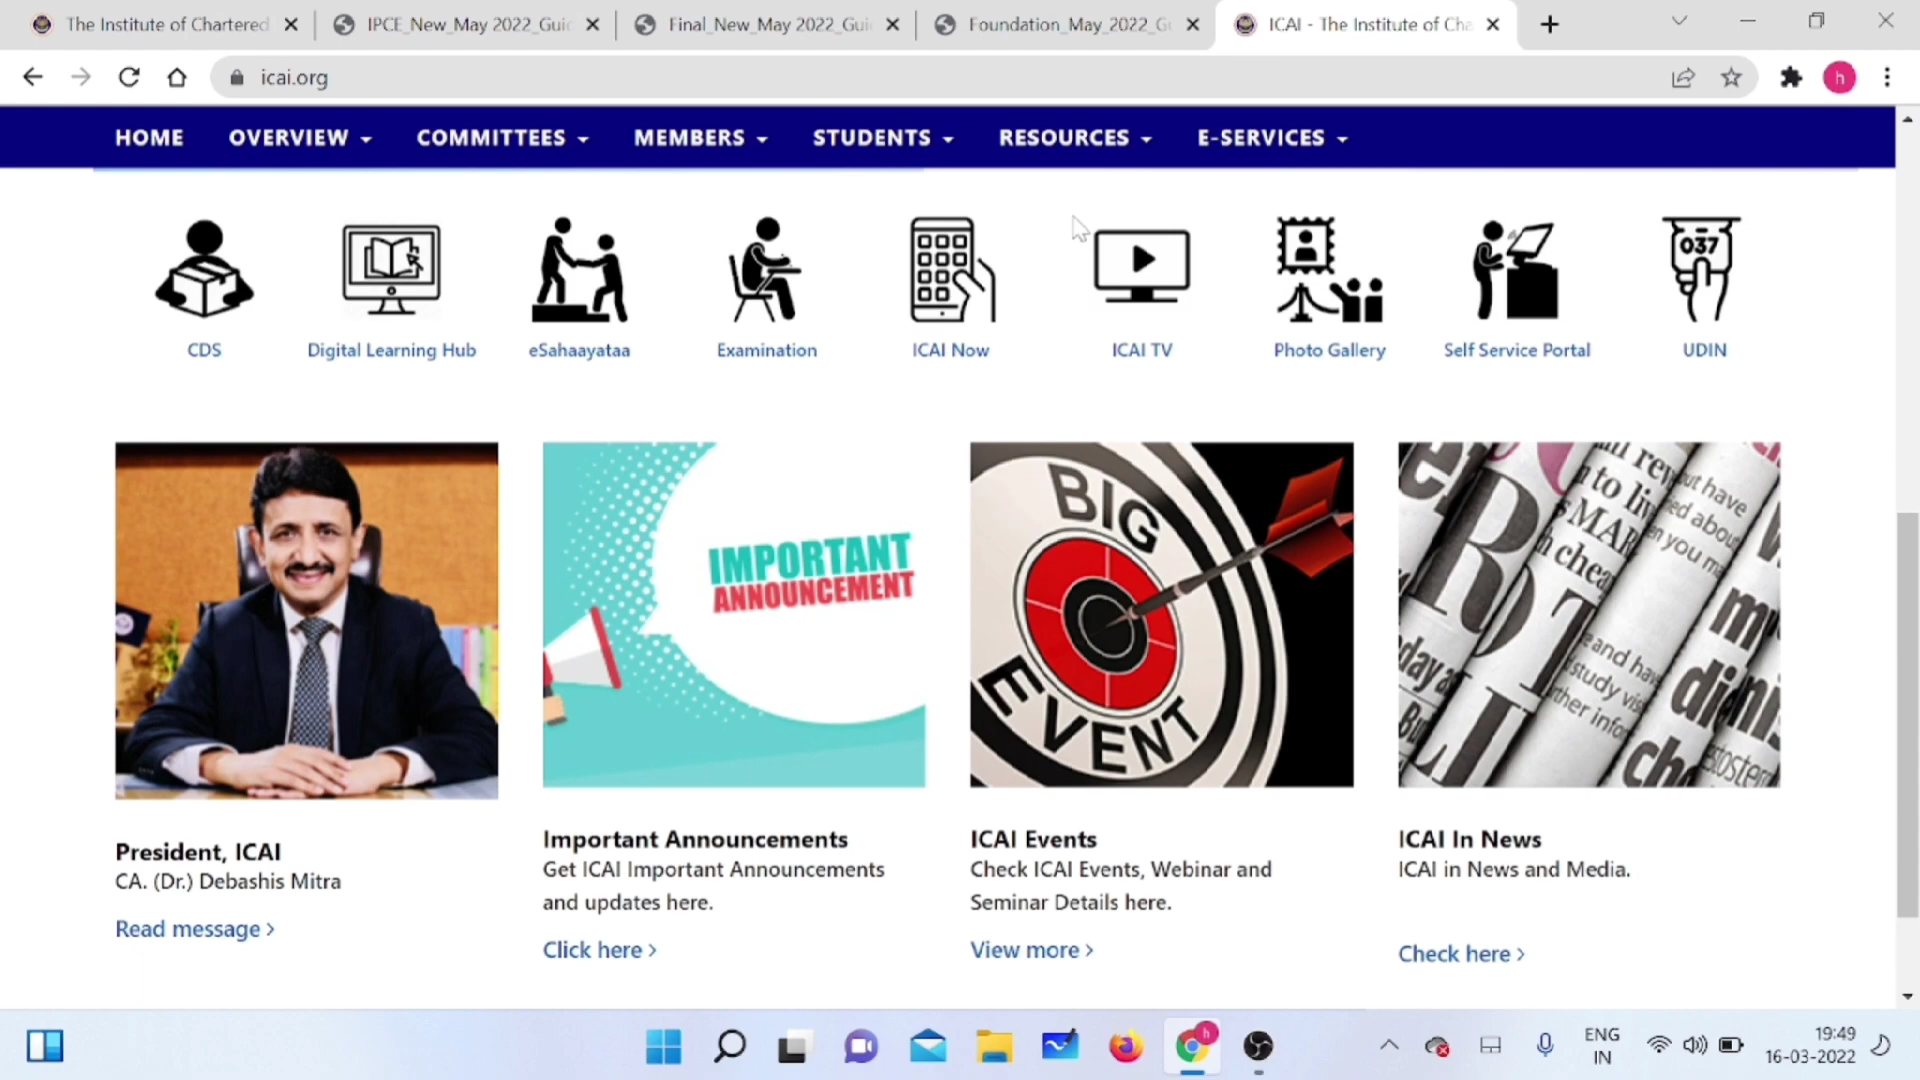 The Institute of Chartered
IPCE_New_May 2022_Gui
Final_New_May 2022_Gui
Foundation_May_2022_G
ICAI - The Institute of Cha
icai.org
h
HOME OVERVIEW COMMITTEES MEMBERS STUDENTS RESOURCES E-SERVICES
037
CDS Digital Learning Hub eSahaayataa Examination ICAI Now ICAI TV Photo Gallery Self Service Portal UDIN
IMPORTANT
ANNOUNCEMENT
BIG
EVENT
President, ICAI
CA. (Dr.) Debashis Mitra
Read message >
Important Announcements
Get ICAI Important Announcements
and updates here.
Click here >
ICAI Events
Check ICAI Events, Webinar and
Seminar Details here.
View more >
ICAI In News
ICAI in News and Media.
Check here >
h
ENG
IN
19:49
16-03-2022